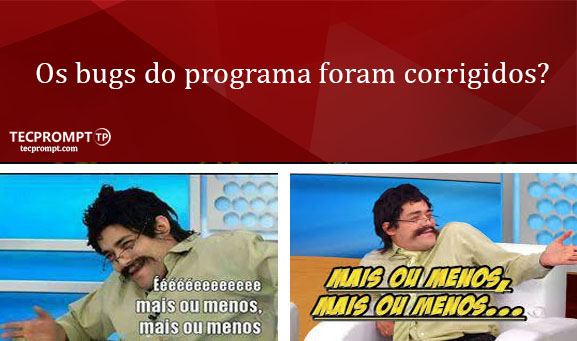 Os bugs do programa foram corrigidos?
TECPROMPT TP
tecprompt.com
Ééééééeeeeeeeee
mais ou menos,
mais ou menos
MAIS OU MENOS,
MAIS OU MENOS...